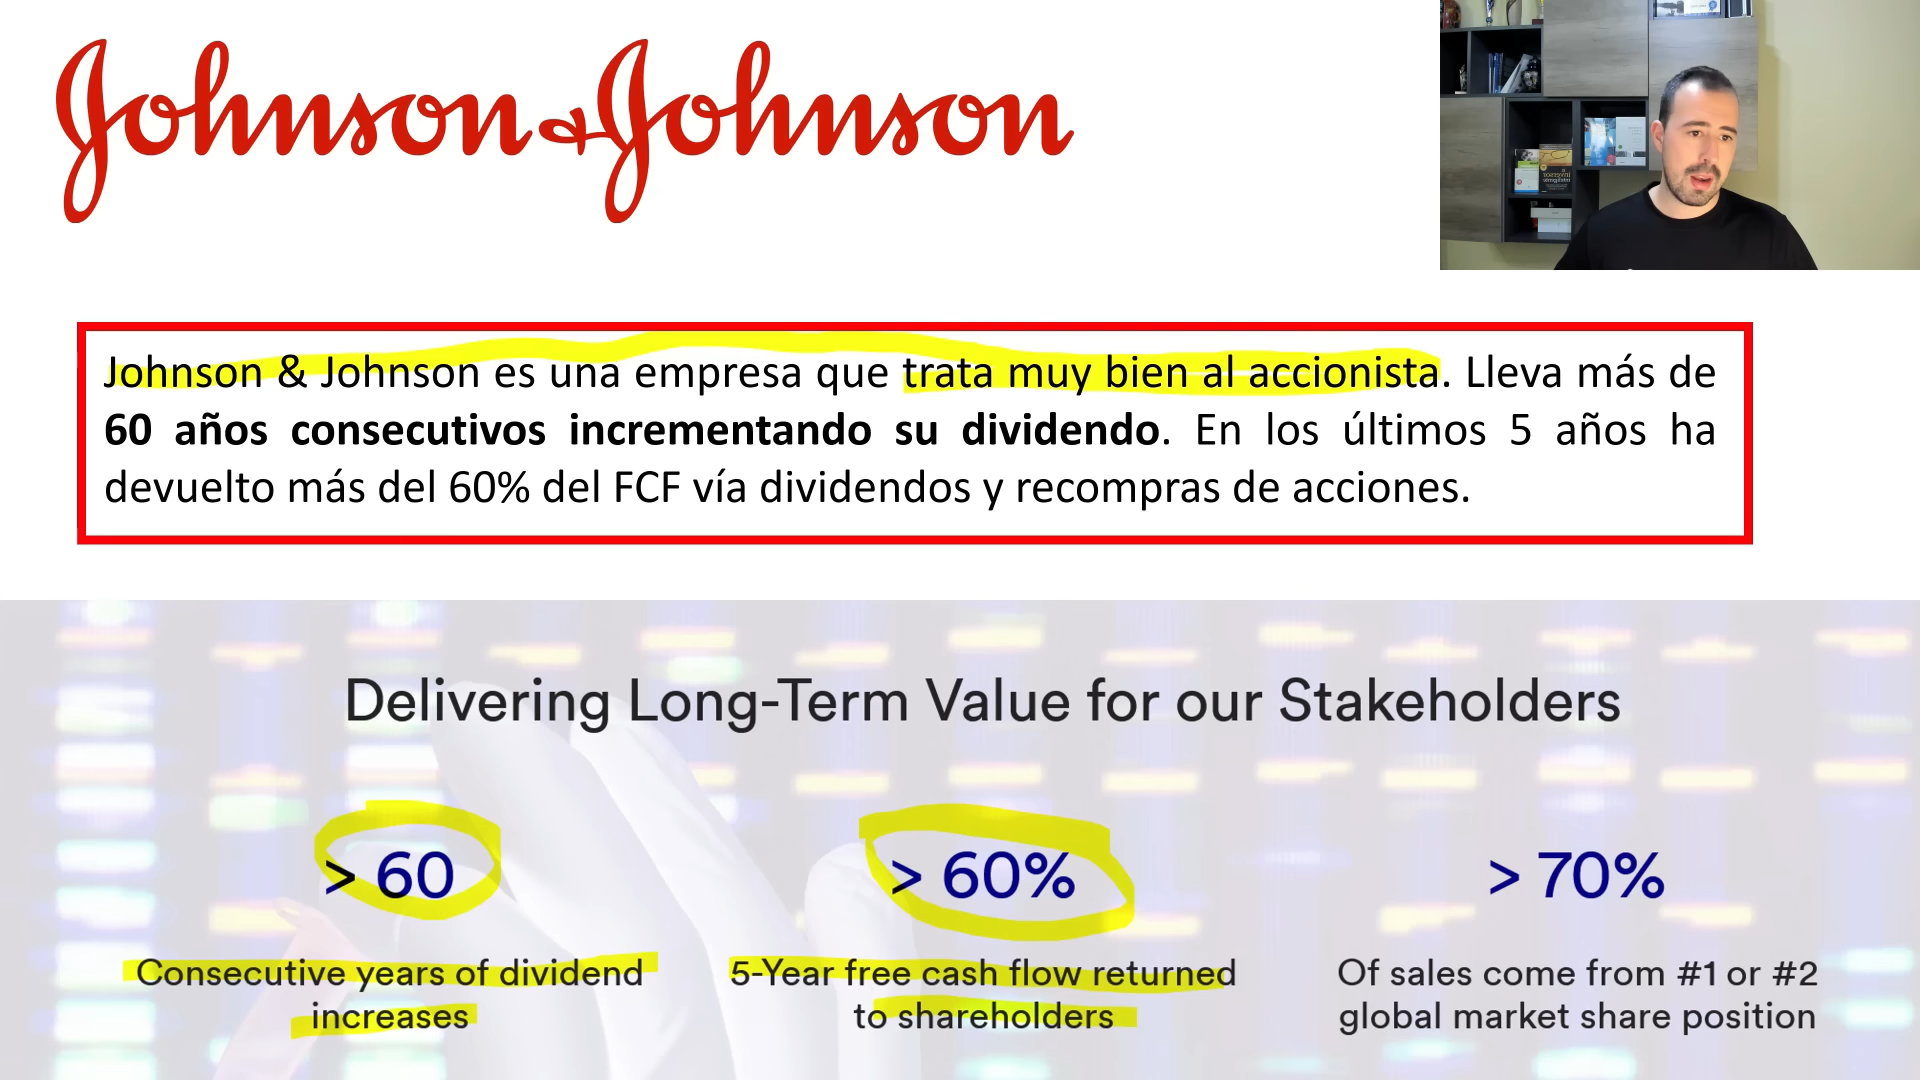 Johnson&Johnson
Johnson & Johnson es una empresa que trata muy bien al accionista. Lleva más de
60 años consecutivos incrementando su dividendo. En los últimos 5 años ha
devuelto más del 60% del FCF vía dividendos y recompras de acciones.
Delivering Long-Term Value for our Stakeholders
> 60
Consecutive years of dividend
increases
> 60%
5-Year free cash flow returned
to shareholders
> 70%
Of sales come from #1 or #2
global market share position